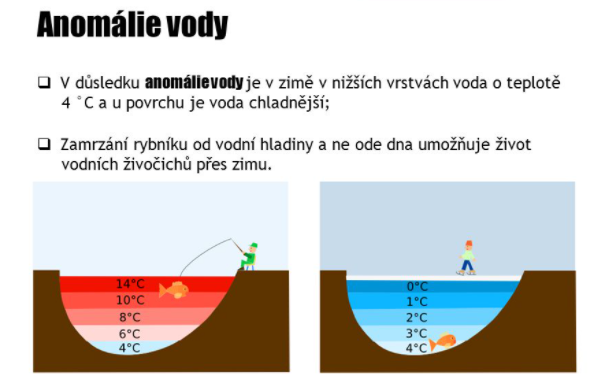 Anomálie vody
V důsledku anomálievody je v zimě v nižších vrstvách voda o teplotě
4 °C a u povrchu je voda chladnější;
Zamrzání rybníku od vodní hladiny a ne ode dna umožňuje život
vodních živočichů přes zimu.
14°C
10°C
8°C
6°C
4°C
0°C
1°C
2°C
3°C
4°C